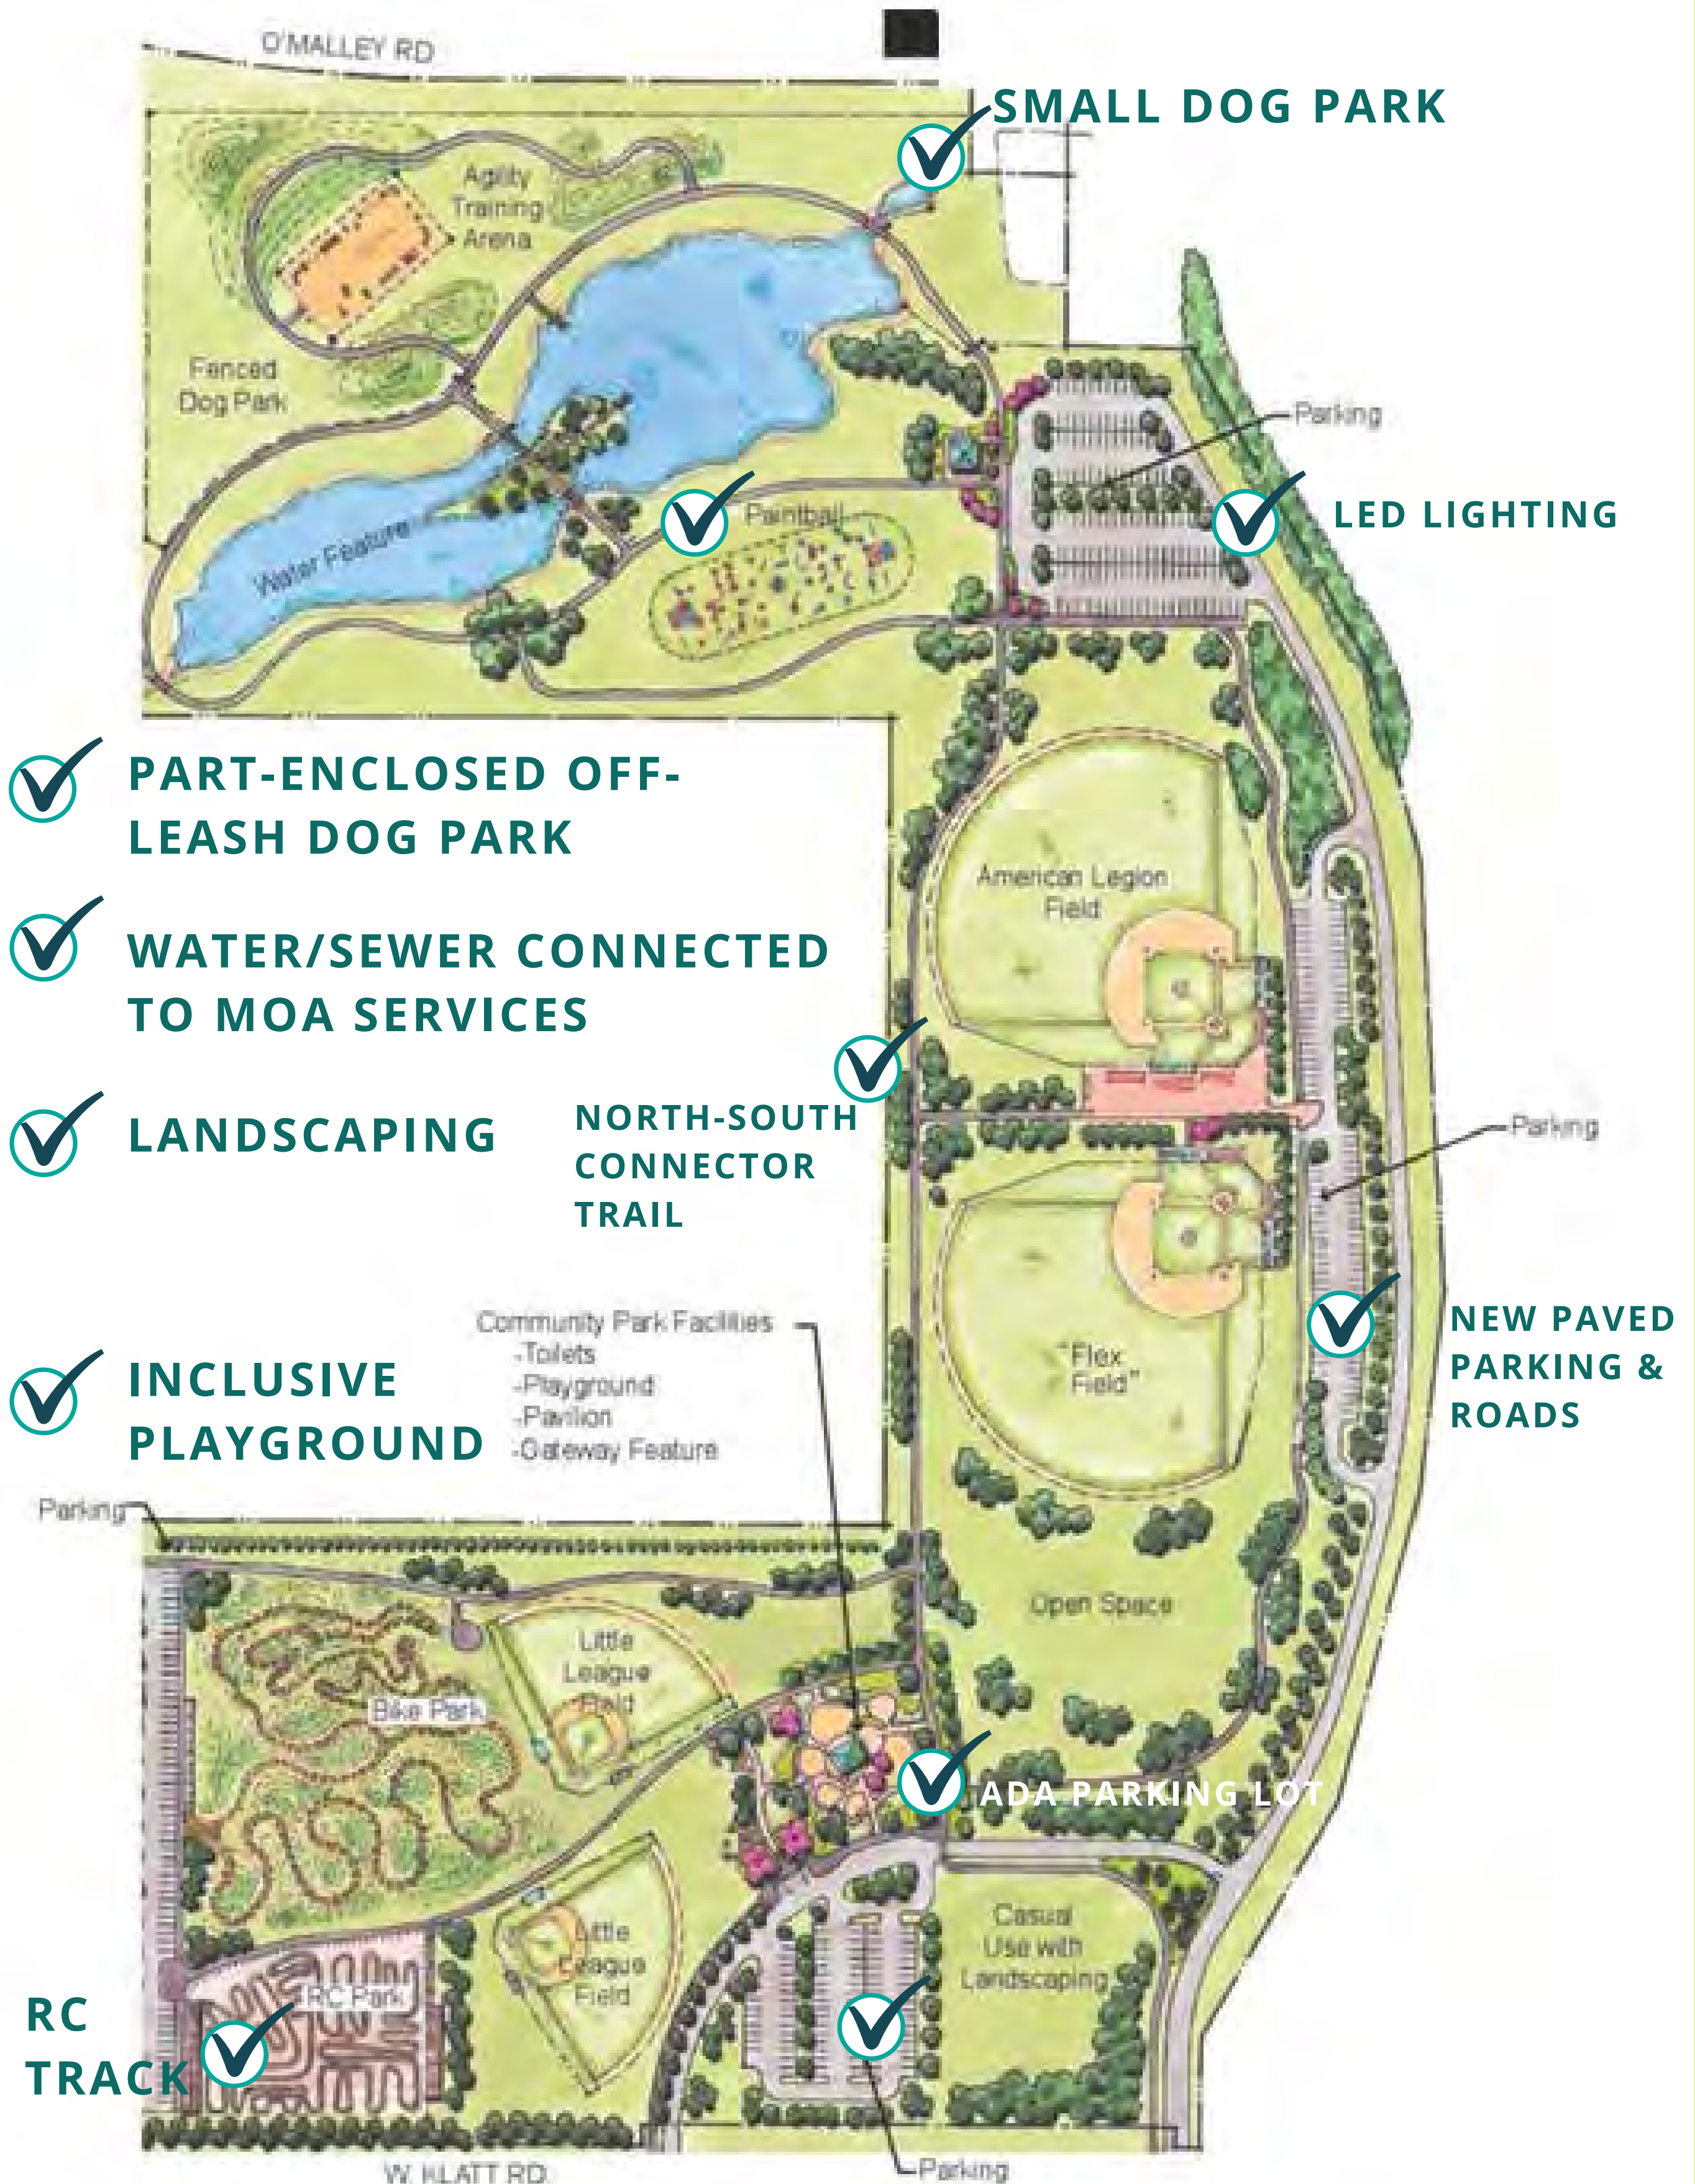 O'MALLEY RD
SMALL DOG PARK
Agility
Training
Arena
Fenced
Dog Park
Parking
LED LIGHTING
Paintball
Water Feature
PART-ENCLOSED OFF-
LEASH DOG PARK
American Legion
Field
WATER/SEWER CONNECTED
TO MOA SERVICES
LANDSCAPING
NORTH-SOUTH
CONNECTOR
TRAIL
Parking
Community Park Facilities
-Toilets
-Playground
-Pavilion
-Gateway Feature
"Flex
Field"
NEW PAVED
PARKING &
ROADS
INCLUSIVE
PLAYGROUND
Parking
Open Space
Little
League
Field
Bike Park
ADA PARKING LOT
Casual
Use with
Landscaping
Little
League
Field
RC Park
RC
TRACK
W. KLATT RD.
Parking